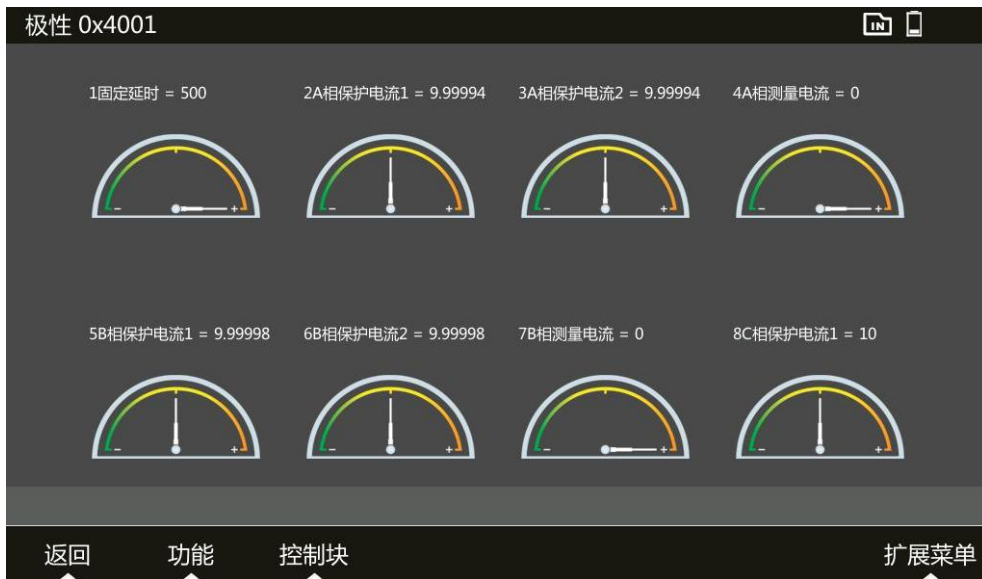 极性 0x4001
IN
1固定延时 = 500
2A相保护电流1 = 9.99994
3A相保护电流2 = 9.99994
4A相测量电流 = 0
- +
- +
- +
- +
5B相保护电流1 = 9.99998
6B相保护电流2 = 9.99998
7B相测量电流 = 0
8C相保护电流1 = 10
- +
- +
- +
- +
返回
功能
控制块
扩展菜单